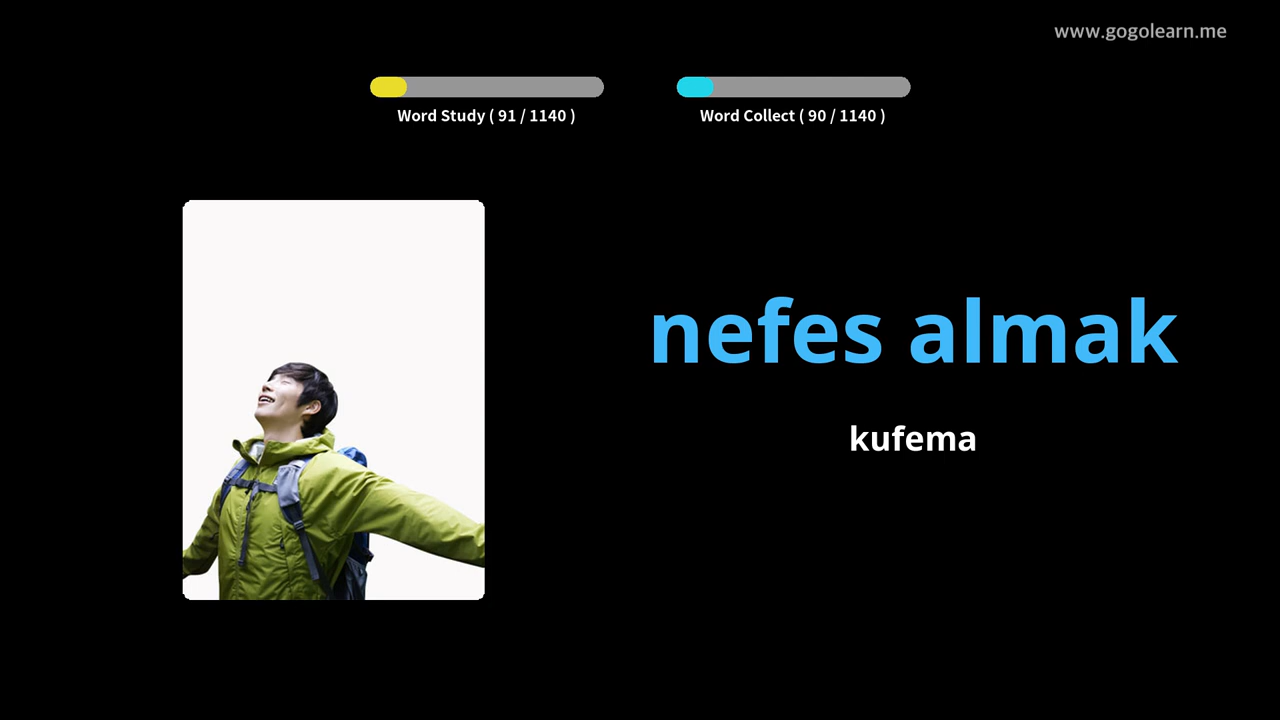 www.gogolearn.me
Word Study ( 91 / 1140 )
Word Collect ( 90 / 1140 )
nefes almak
kufema